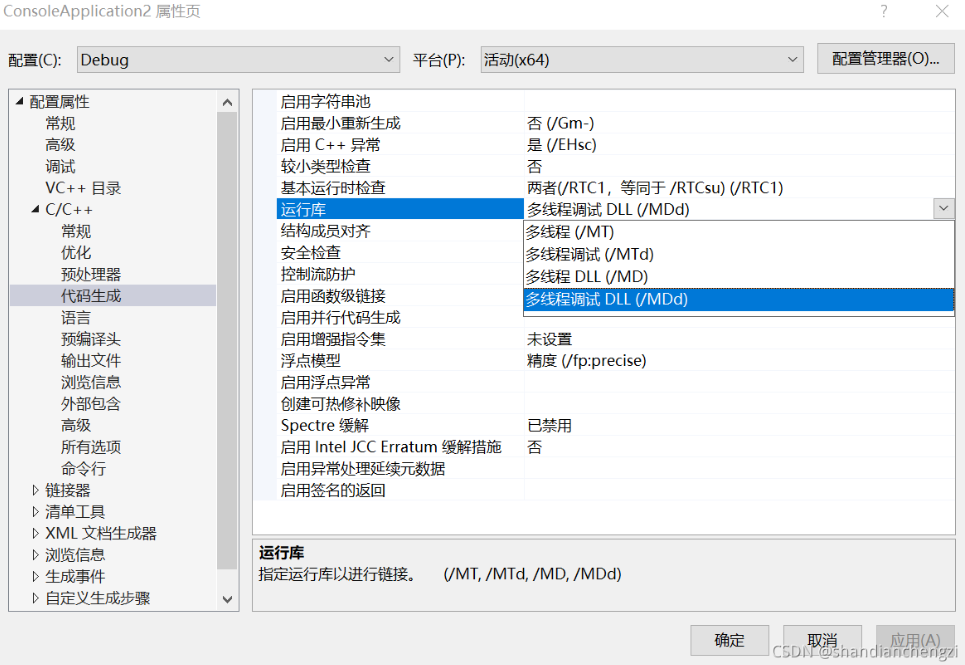 ConsoleApplication2 属性页
?
配置(C):
Debug
平台(P):
活动(x64)
配置管理器(O)...
配置属性
常规
高级
调试
VC++ 目录
C/C++
常规
优化
预处理器
代码生成
语言
预编译头
输出文件
浏览信息
外部包含
高级
所有选项
命令行
链接器
清单工具
XML 文档生成器
浏览信息
生成事件
自定义生成步骤
启用字符串池
启用最小重新生成 否 (/Gm-)
启用 C++ 异常 是 (/EHsc)
较小类型检查 否
基本运行时检查 两者(/RTC1，等同于 /RTCsu) (/RTC1)
运行库 多线程调试 DLL (/MDd)
结构成员对齐
安全检查
控制流防护
启用函数级链接
启用并行代码生成
多线程 (/MT)
多线程调试 (/MTd)
多线程 DLL (/MD)
多线程调试 DLL (/MDd)
启用增强指令集 未设置
浮点模型 精度 (/fp:precise)
启用浮点异常
创建可热修补映像
Spectre 缓解 已禁用
启用 Intel JCC Erratum 缓解措施 否
启用异常处理延续元数据
启用签名的返回
运行库
指定运行库以进行链接。 (/MT, /MTd, /MD, /MDd)
确定
取消
应用(A)
CSDN @shandianchengzi